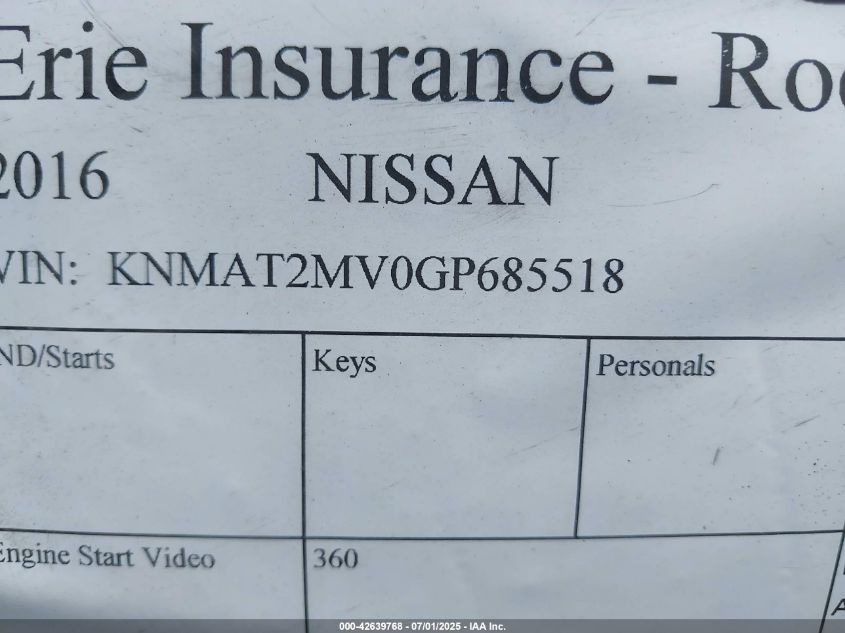 Erie Insurance - Roc
2016 NISSAN
VIN: KNMAT2MV0GP685518
ND/Starts Keys Personals
Engine Start Video 360
A
000-42639768 - 07/01/2025 - IAA Inc.